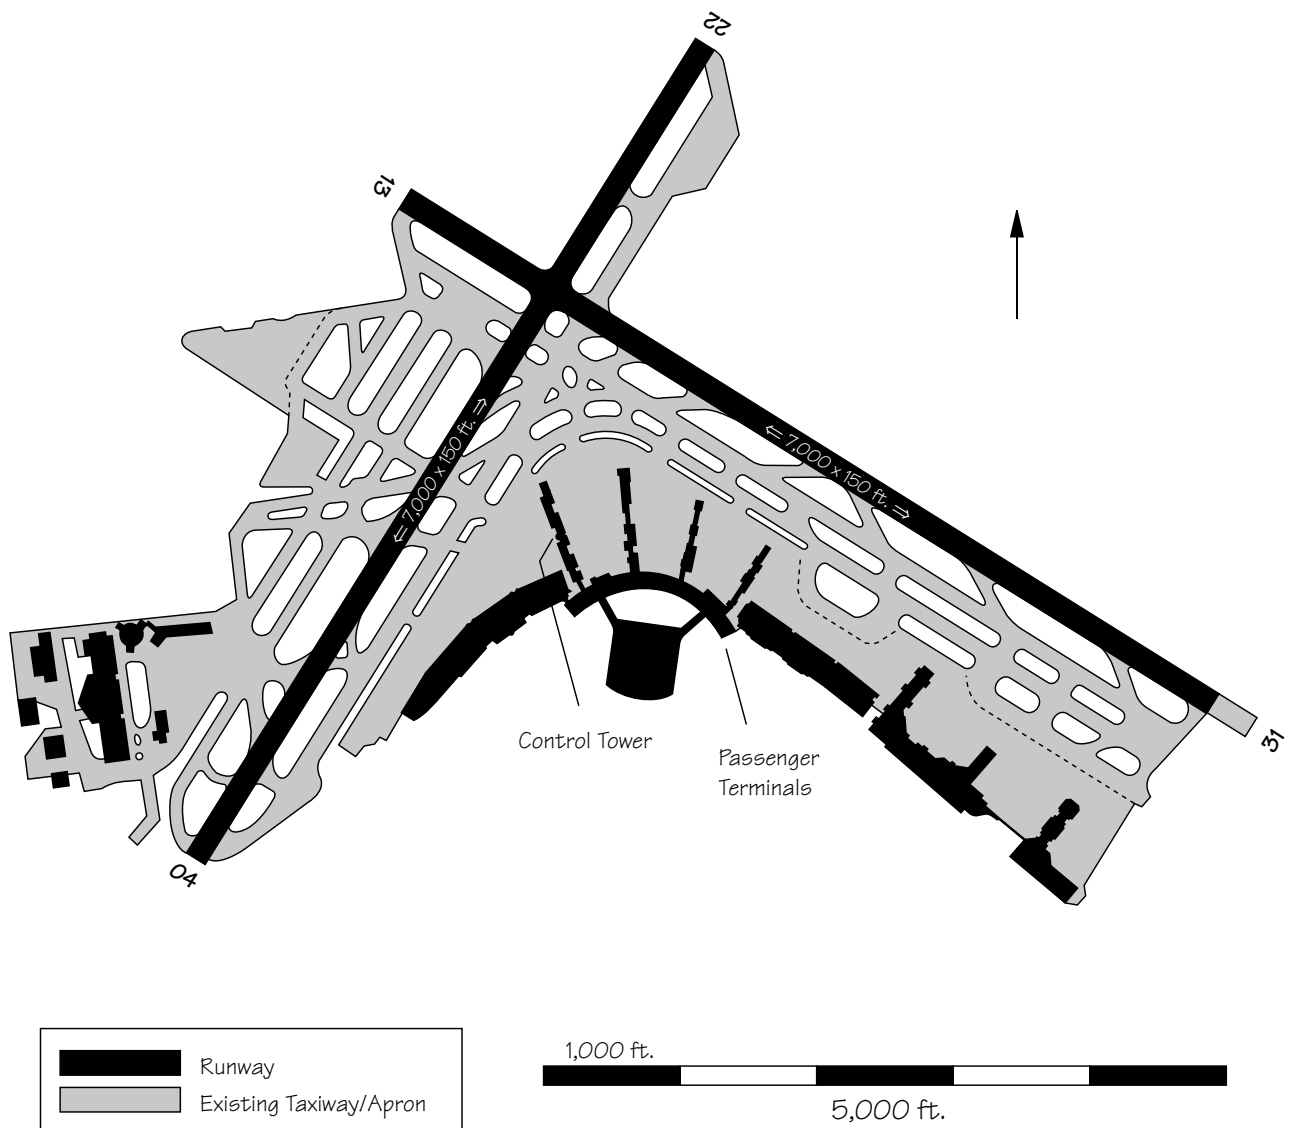 22
13
⇐ 7,000 x 150 ft. ⇒
⇐ 7,000 x 150 ft. ⇒
31
Control Tower
Passenger
Terminals
04
Runway
Existing Taxiway/Apron
1,000 ft.
5,000 ft.